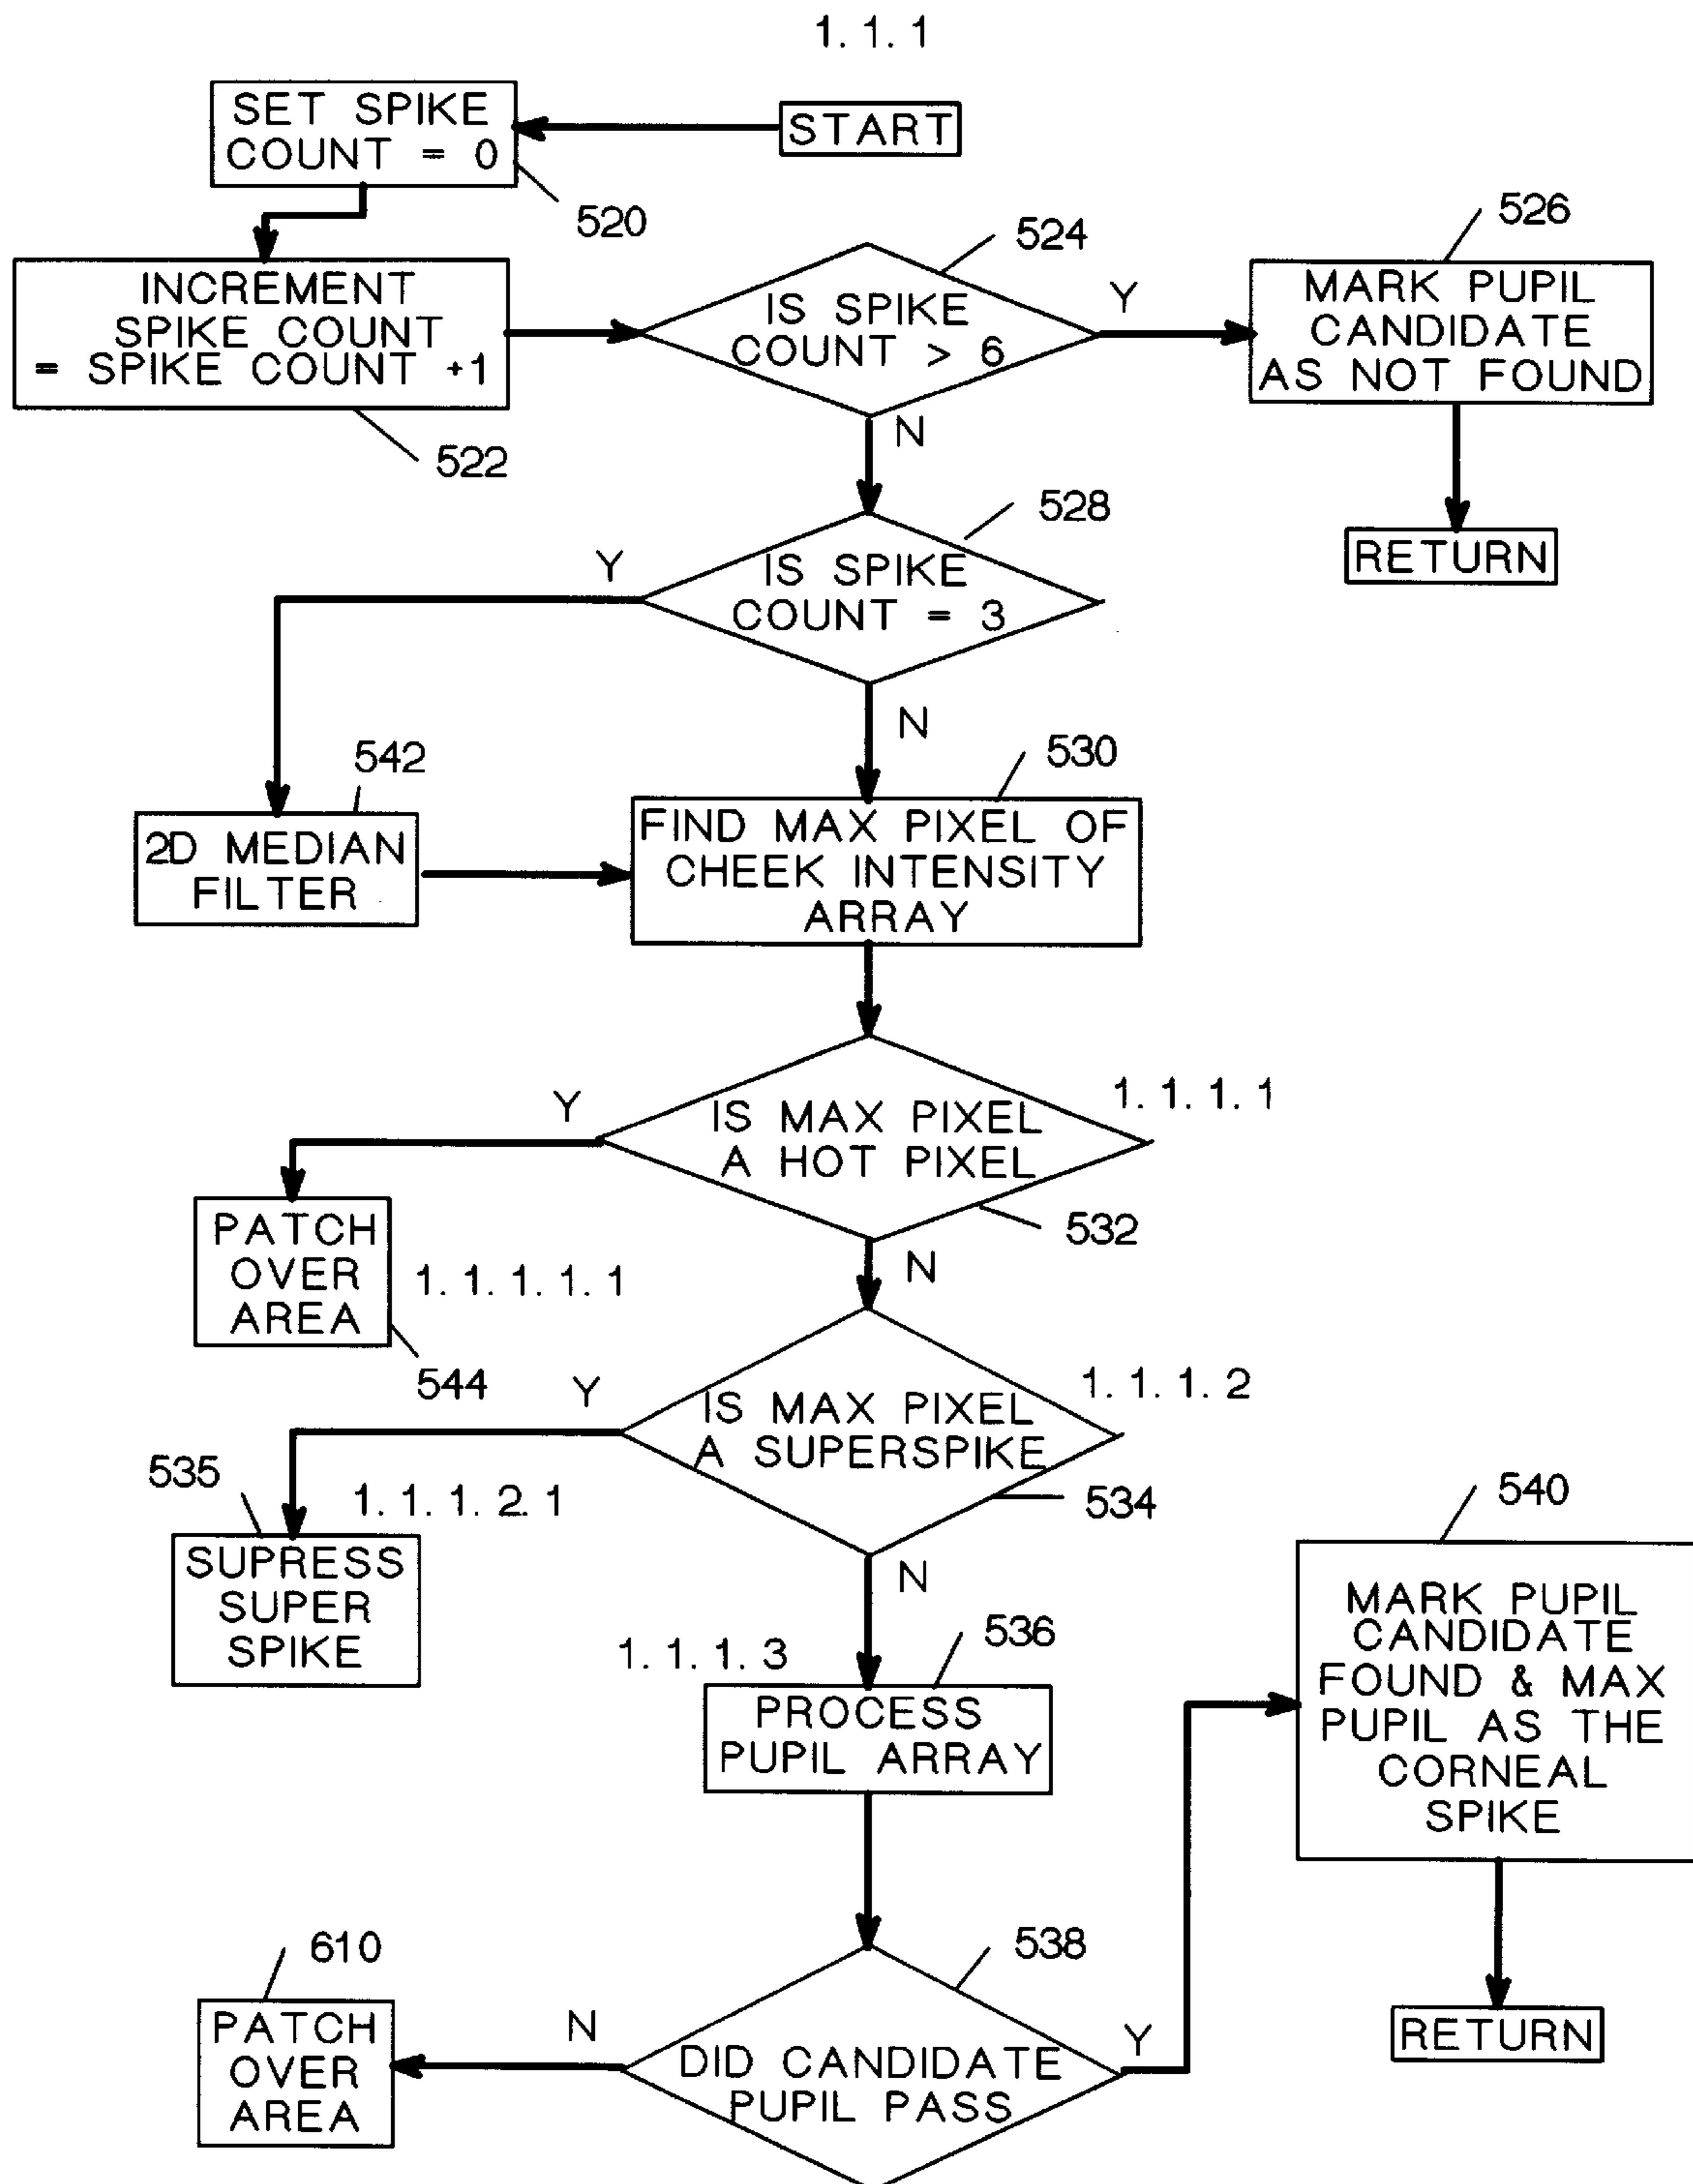 1. 1. 1
SET SPIKE
COUNT = 0
START
520
INCREMENT
SPIKE COUNT
= SPIKE COUNT +1
522
524
IS SPIKE
COUNT > 6
Y
N
526
MARK PUPIL
CANDIDATE
AS NOT FOUND
RETURN
528
IS SPIKE
COUNT = 3
Y
N
542
2D MEDIAN
FILTER
530
FIND MAX PIXEL OF
CHEEK INTENSITY
ARRAY
1. 1. 1. 1
IS MAX PIXEL
A HOT PIXEL
Y
532
N
PATCH
OVER
AREA
1. 1. 1. 1. 1
544
1. 1. 1. 2
IS MAX PIXEL
A SUPERSPIKE
Y
534
N
535
1. 1. 1. 2. 1
SUPRESS
SUPER
SPIKE
1. 1. 1. 3
536
PROCESS
PUPIL ARRAY
540
MARK PUPIL
CANDIDATE
FOUND & MAX
PUPIL AS THE
CORNEAL
SPIKE
RETURN
538
DID CANDIDATE
PUPIL PASS
N
Y
610
PATCH
OVER
AREA